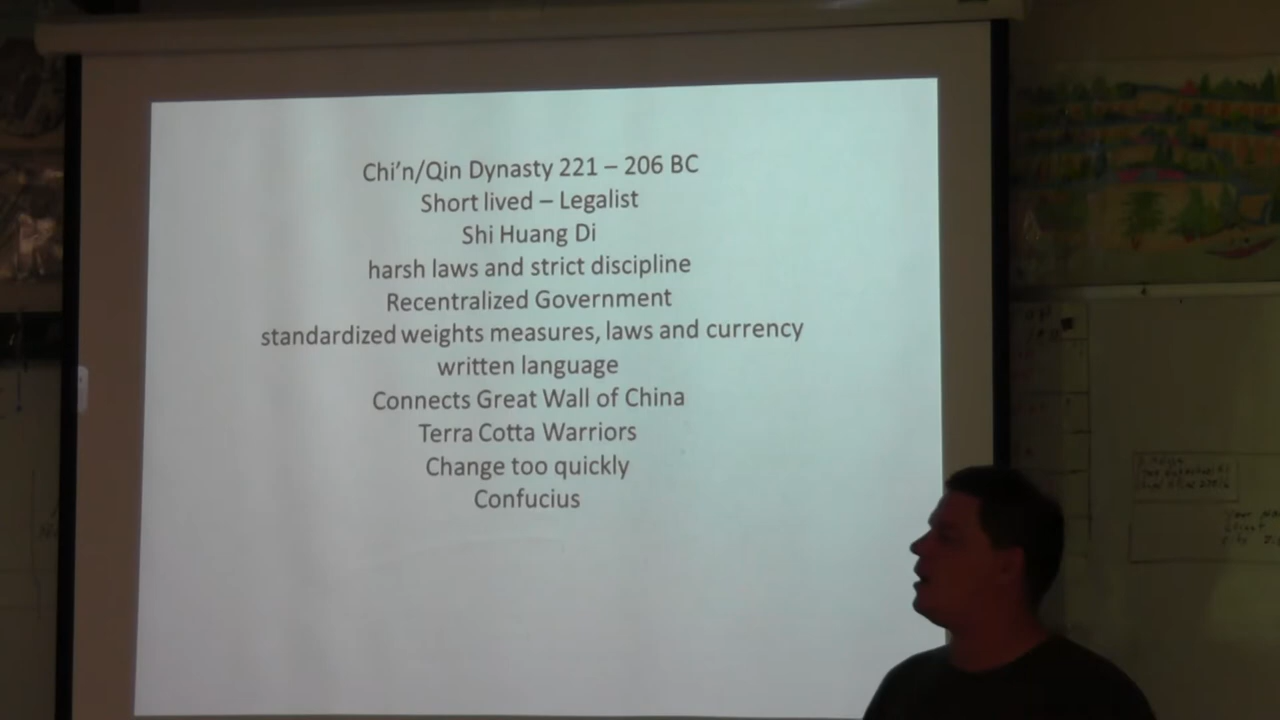 Chi’n/Qin Dynasty 221 – 206 BC
Short lived – Legalist
Shi Huang Di
harsh laws and strict discipline
Recentralized Government
standardized weights measures, laws and currency
written language
Connects Great Wall of China
Terra Cotta Warriors
Change too quickly
Confucius